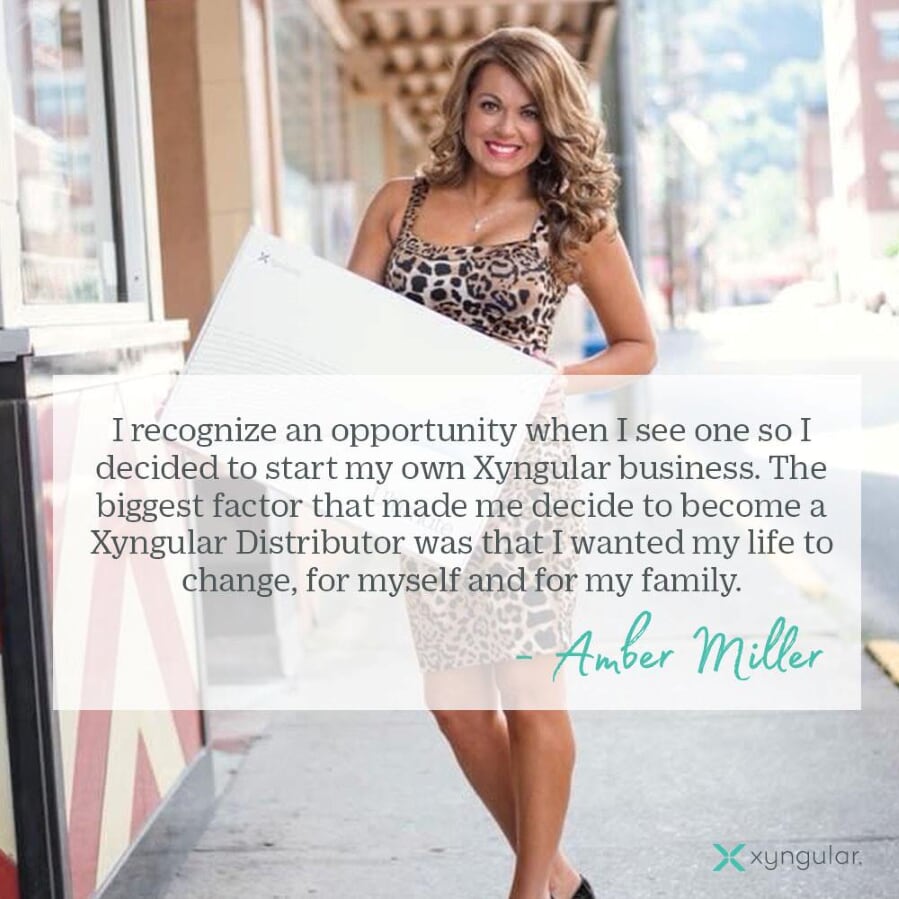 I recognize an opportunity when I see one so I
decided to start my own Xyngular business. The
biggest factor that made me decide to become a
Xyngular Distributor was that I wanted my life to
change, for myself and for my family.
- Amber Miller
xyngular.